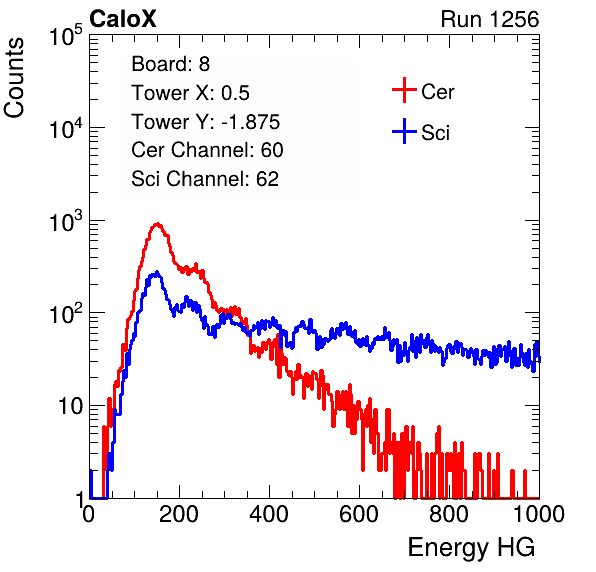 CaloX Run 1256
Counts
Board: 8
Tower X: 0.5
Tower Y: -1.875
Cer Channel: 60
Sci Channel: 62
Cer
Sci
10^5
10^4
10^3
10^2
10
1
0 200 400 600 800 1000
Energy HG